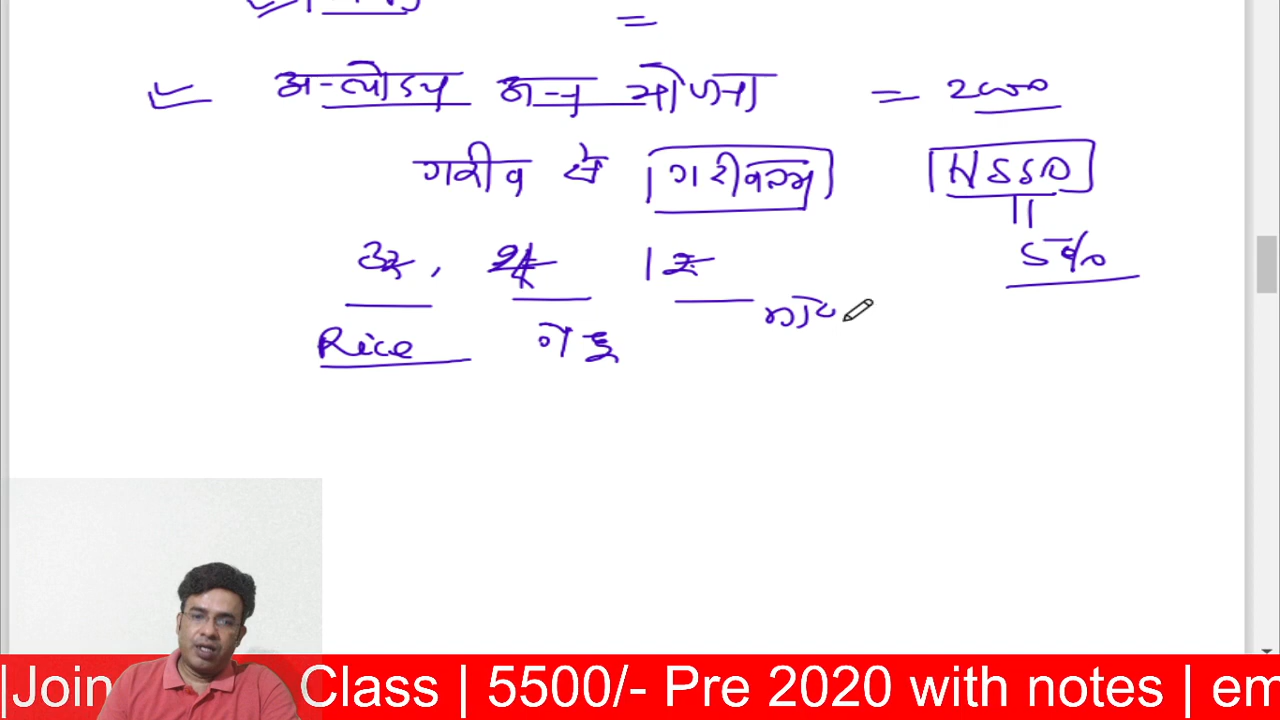 =
अन्त्योदय अन्न योजना = 2000
गरीब से गरीबतम NSSO
3₹, 2₹ 1₹ 5%
Rice गेहूं
|Join Class | 5500/- Pre 2020 with notes | em